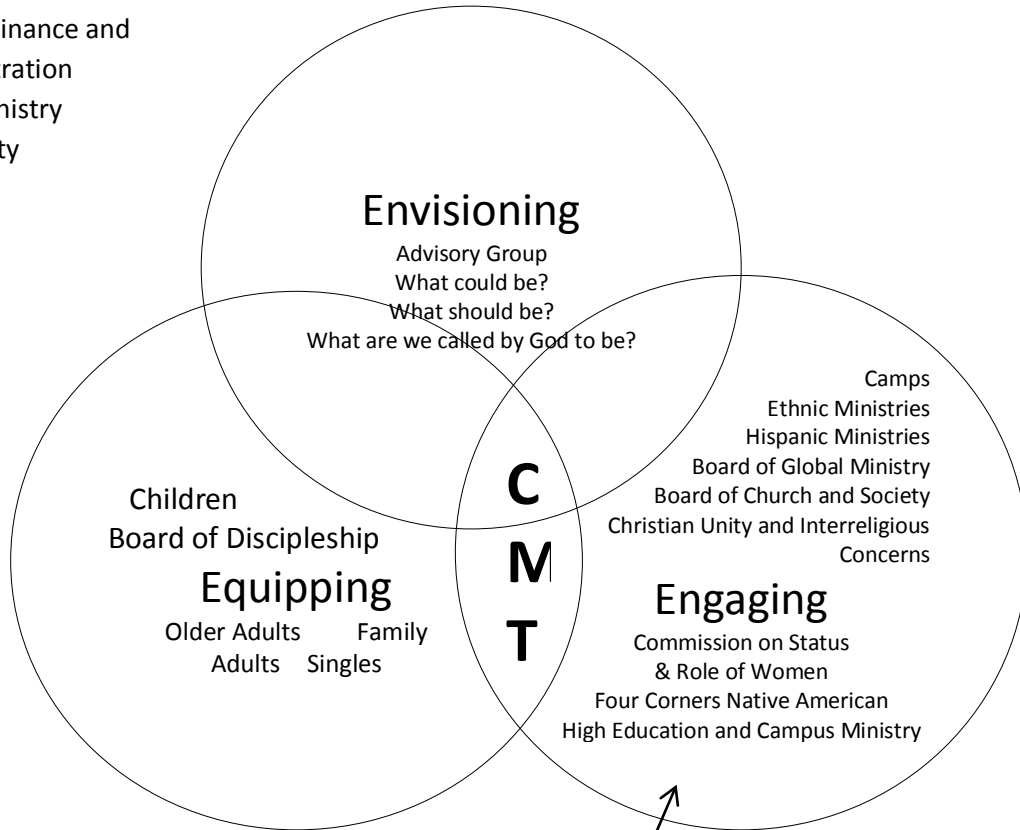 inance and
tration
nistry
ty
Envisioning
Advisory Group
What could be?
What should be?
What are we called by God to be?
Camps
Ethnic Ministries
Hispanic Ministries
Board of Global Ministry
Board of Church and Society
Christian Unity and Interreligious
Concerns
Engaging
Commission on Status
& Role of Women
Four Corners Native American
High Education and Campus Ministry
Children
Board of Discipleship
Equipping
Older Adults Family
Adults Singles
C
M
T